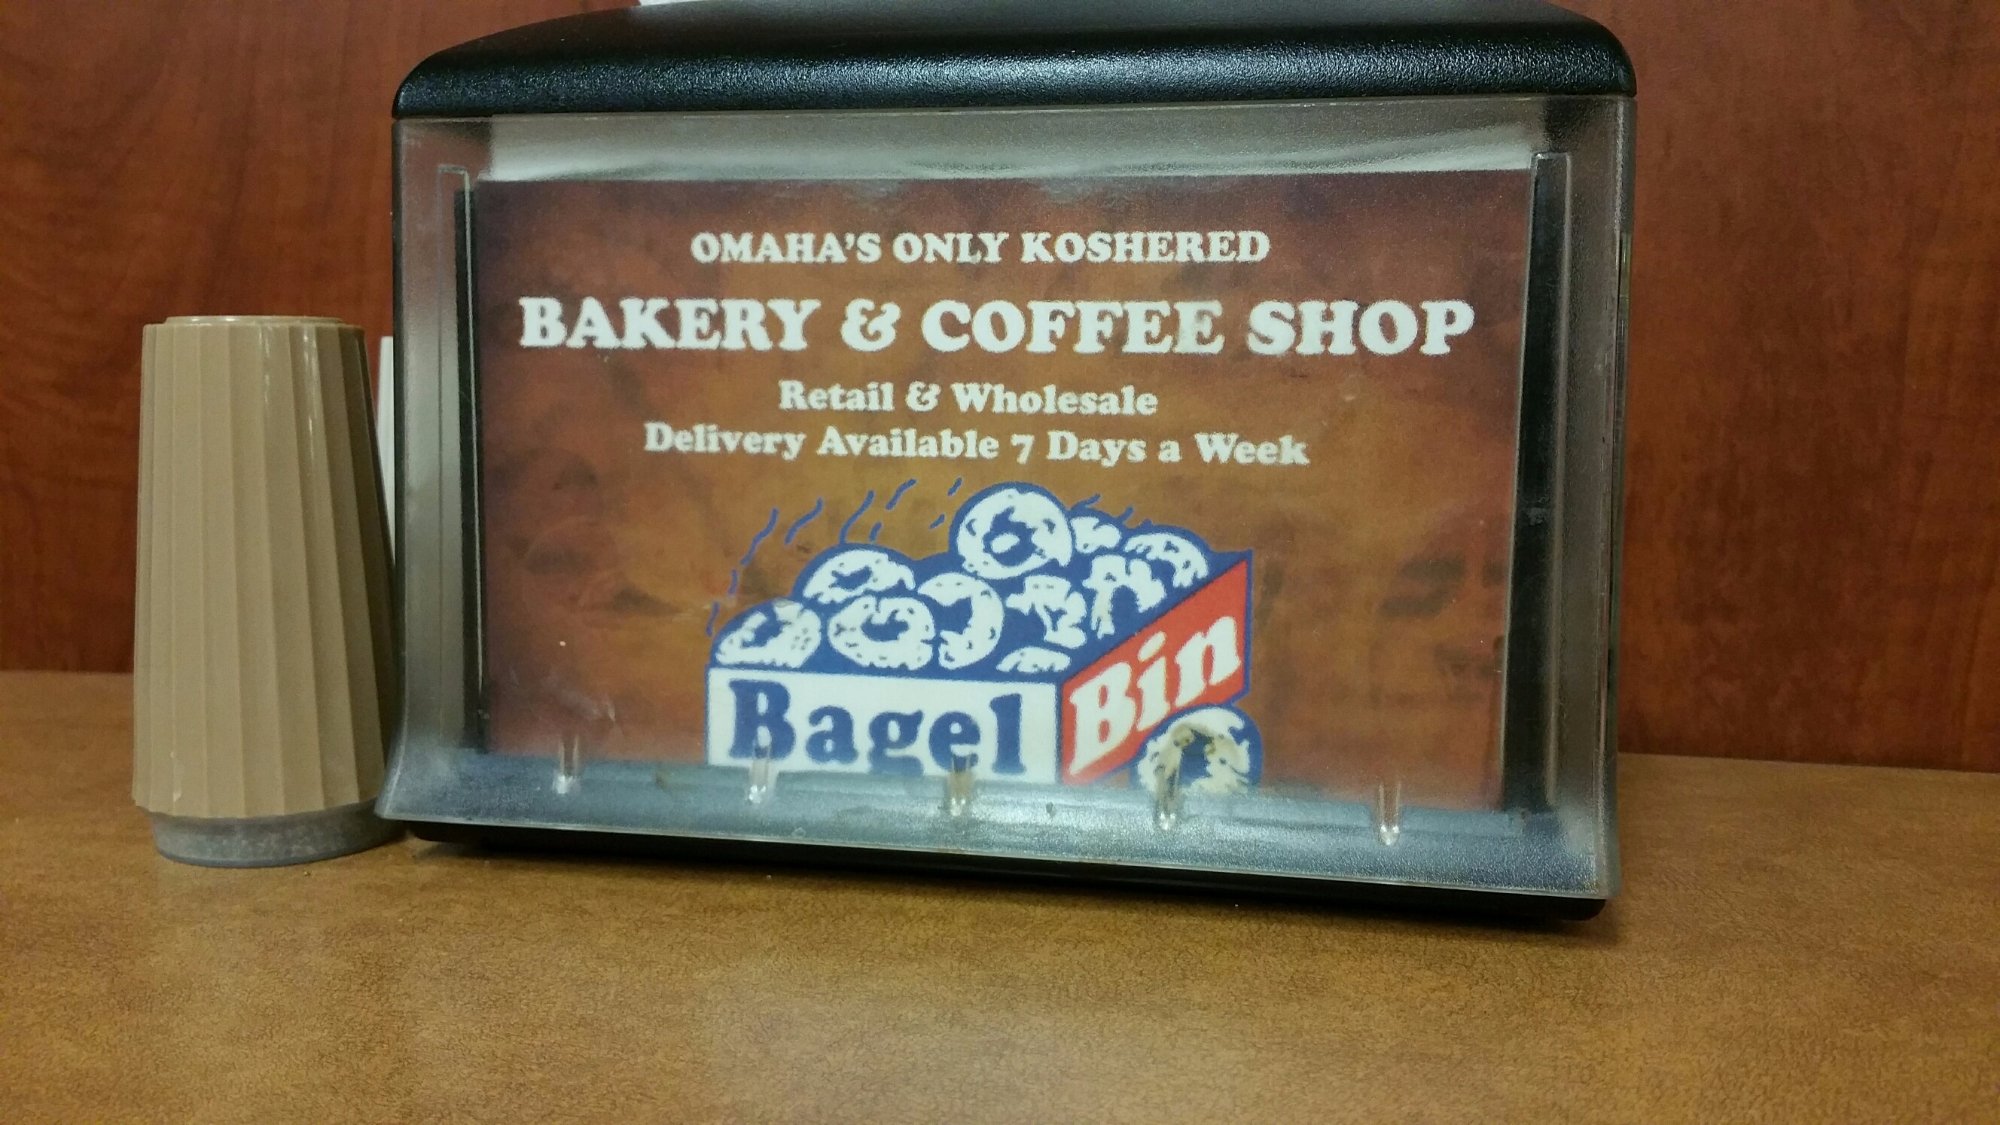 OMAHA'S ONLY KOSHERED
BAKERY & COFFEE SHOP
Retail & Wholesale
Delivery Available 7 Days a Week
Bagel Bin